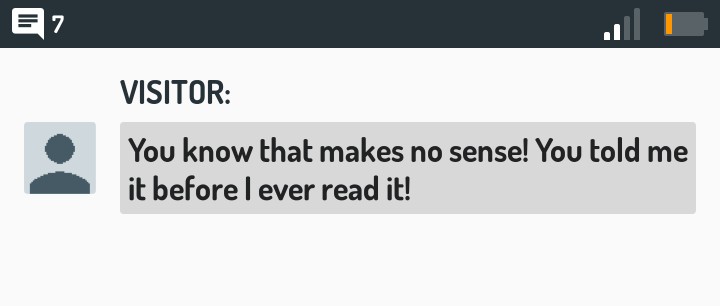 7
VISITOR:
You know that makes no sense! You told me
it before I ever read it!